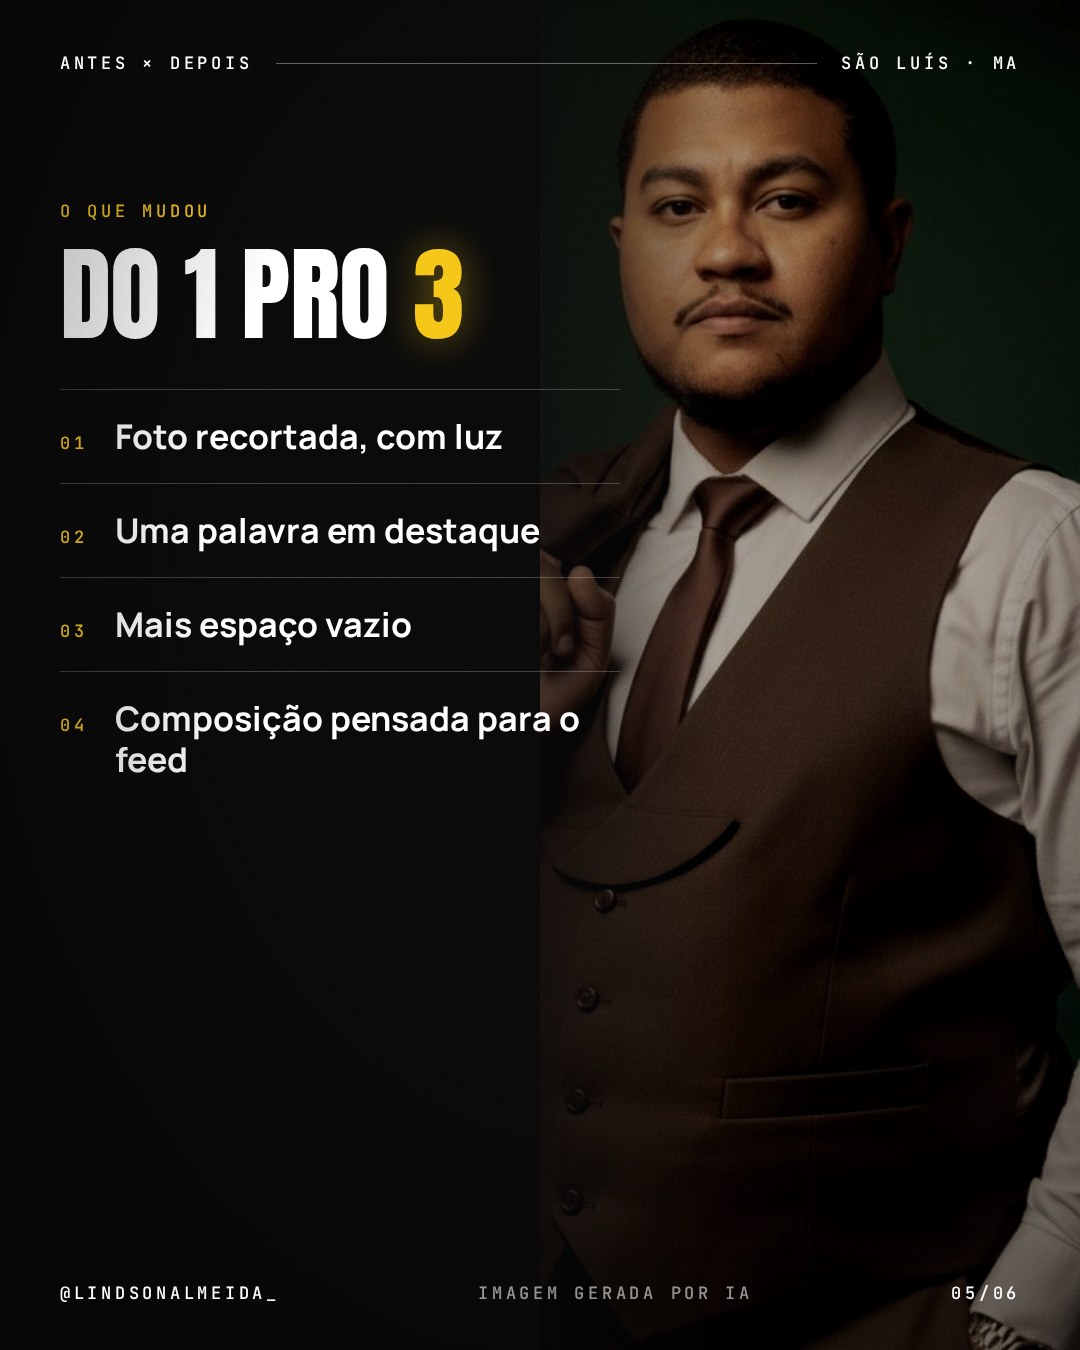 ANTES × DEPOIS
SÃO LUÍS · MA
O QUE MUDOU
DO 1 PRO 3
01 Foto recortada, com luz
02 Uma palavra em destaque
03 Mais espaço vazio
04 Composição pensada para o
feed
@LINDSONALMEIDA_
IMAGEM GERADA POR IA
05/06